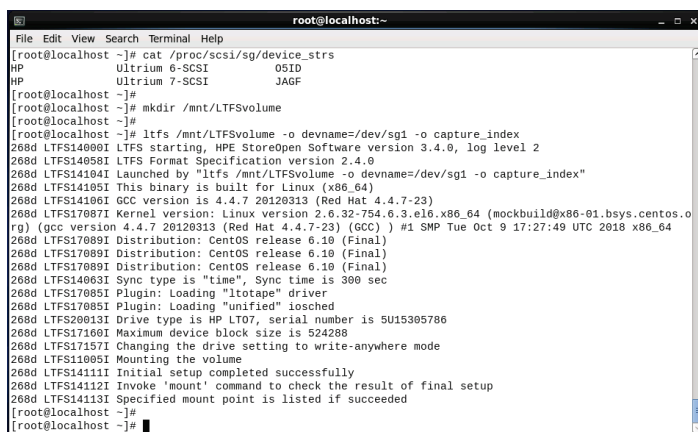 root@localhost:~
File Edit View Search Terminal Help
[root@localhost ~]# cat /proc/scsi/sg/device_strs
HP Ultrium 6-SCSI O5ID
HP Ultrium 7-SCSI JAGF
[root@localhost ~]#
[root@localhost ~]# mkdir /mnt/LTFSvolume
[root@localhost ~]#
[root@localhost ~]# ltfs /mnt/LTFSvolume -o devname=/dev/sg1 -o capture_index
268d LTFS14000I LTFS starting, HPE StoreOpen Software version 3.4.0, log level 2
268d LTFS14058I LTFS Format Specification version 2.4.0
268d LTFS14104I Launched by "ltfs /mnt/LTFSvolume -o devname=/dev/sg1 -o capture_index"
268d LTFS14105I This binary is built for Linux (x86_64)
268d LTFS14106I GCC version is 4.4.7 20120313 (Red Hat 4.4.7-23)
268d LTFS17087I Kernel version: Linux version 2.6.32-754.6.3.el6.x86_64 (mockbuild@x86-01.bsys.centos.o
rg) (gcc version 4.4.7 20120313 (Red Hat 4.4.7-23) (GCC) ) #1 SMP Tue Oct 9 17:27:49 UTC 2018 x86_64
268d LTFS17089I Distribution: CentOS release 6.10 (Final)
268d LTFS17089I Distribution: CentOS release 6.10 (Final)
268d LTFS17089I Distribution: CentOS release 6.10 (Final)
268d LTFS14063I Sync type is "time", Sync time is 300 sec
268d LTFS17085I Plugin: Loading "ltotape" driver
268d LTFS17085I Plugin: Loading "unified" iosched
268d LTFS20013I Drive type is HP LTO7, serial number is 5U15305786
268d LTFS17160I Maximum device block size is 524288
268d LTFS17157I Changing the drive setting to write-anywhere mode
268d LTFS11005I Mounting the volume
268d LTFS14111I Initial setup completed successfully
268d LTFS14112I Invoke 'mount' command to check the result of final setup
268d LTFS14113I Specified mount point is listed if succeeded
[root@localhost ~]#
[root@localhost ~]#